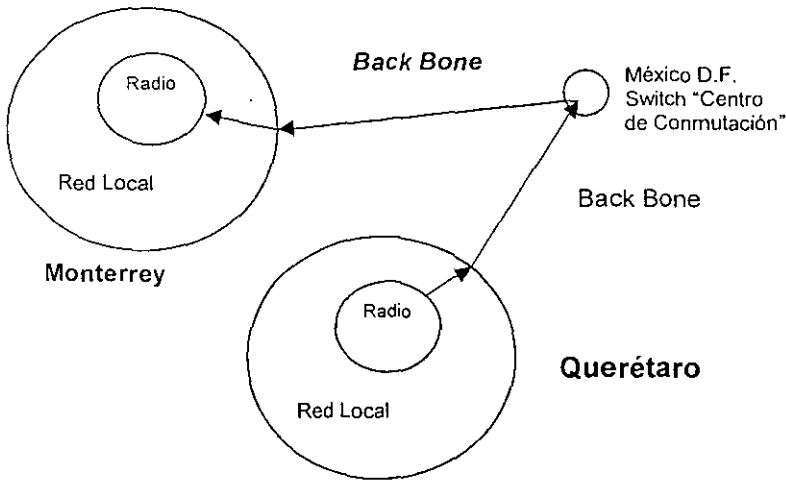 Back Bone
México D.F.
Switch "Centro
de Conmutación"
Radio
Red Local
Back Bone
Monterrey
Radio
Querétaro
Red Local